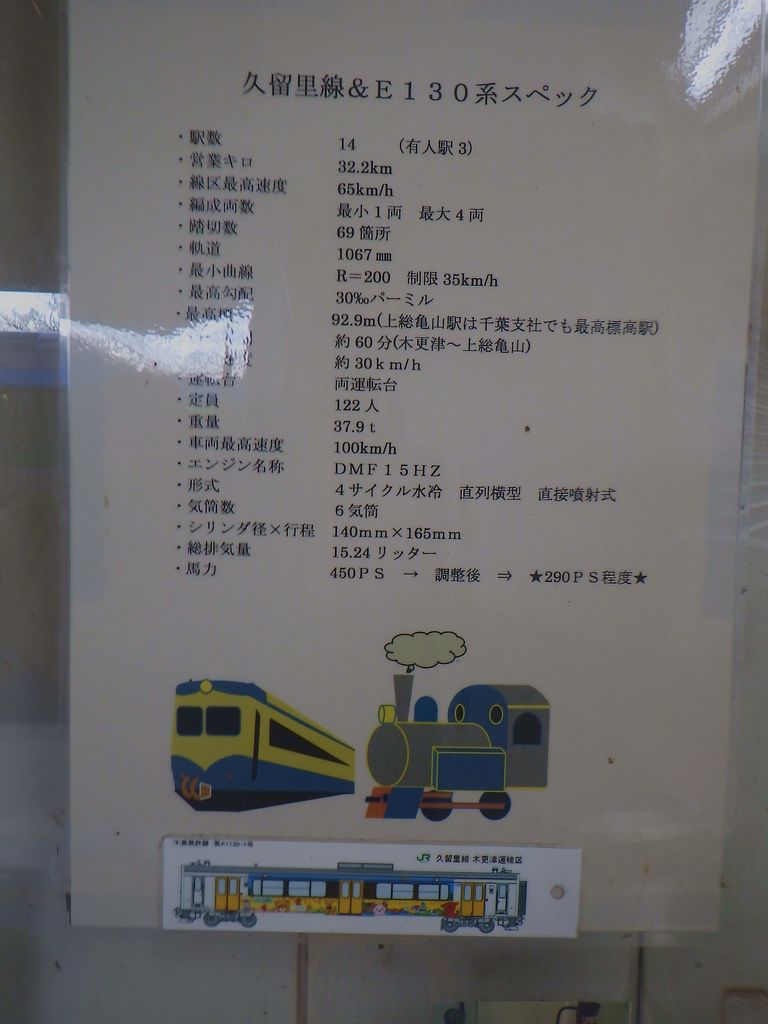 久留里線＆Ｅ１３０系スペック
・駅数　14　（有人駅3）
・営業キロ　32.2km
・線区最高速度　65km/h
・編成両数　最小1両　最大4両
・踏切数　69箇所
・軌道　1067㎜
・最小曲線　R＝200　制限35km/h
・最高勾配　30‰パーミル
・最高　92.9m(上総亀山駅は千葉支社でも最高標高駅)
約60分(木更津～上総亀山)
約30ｋｍ/ｈ
・運転台　両運転台
・定員　122人
・重量　37.9ｔ
・車両最高速度　100km/h
・エンジン名称　ＤＭＦ１５ＨＺ
・形式　４サイクル水冷　直列横型　直接噴射式
・気筒数　６気筒
・シリンダ径×行程　140ｍｍ×165ｍｍ
・総排気量　15.24リッター
・馬力　450ＰＳ　→　調整後　⇒　★290ＰＳ程度★
JR 久留里線 木更津運輸区